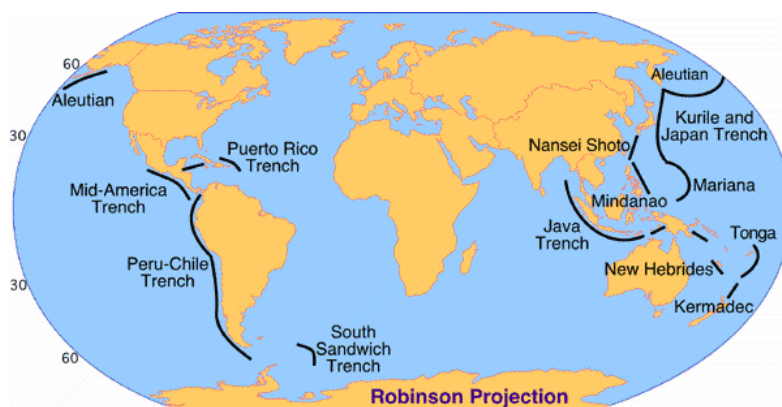 60
Aleutian
30
Puerto Rico
Trench
Mid-America
Trench
Peru-Chile
Trench
30
South
Sandwich
Trench
60
Aleutian
Kurile and
Japan Trench
Nansei Shoto
Mariana
Mindanao
Java
Trench
Tonga
New Hebrides
Kermadec
Robinson Projection